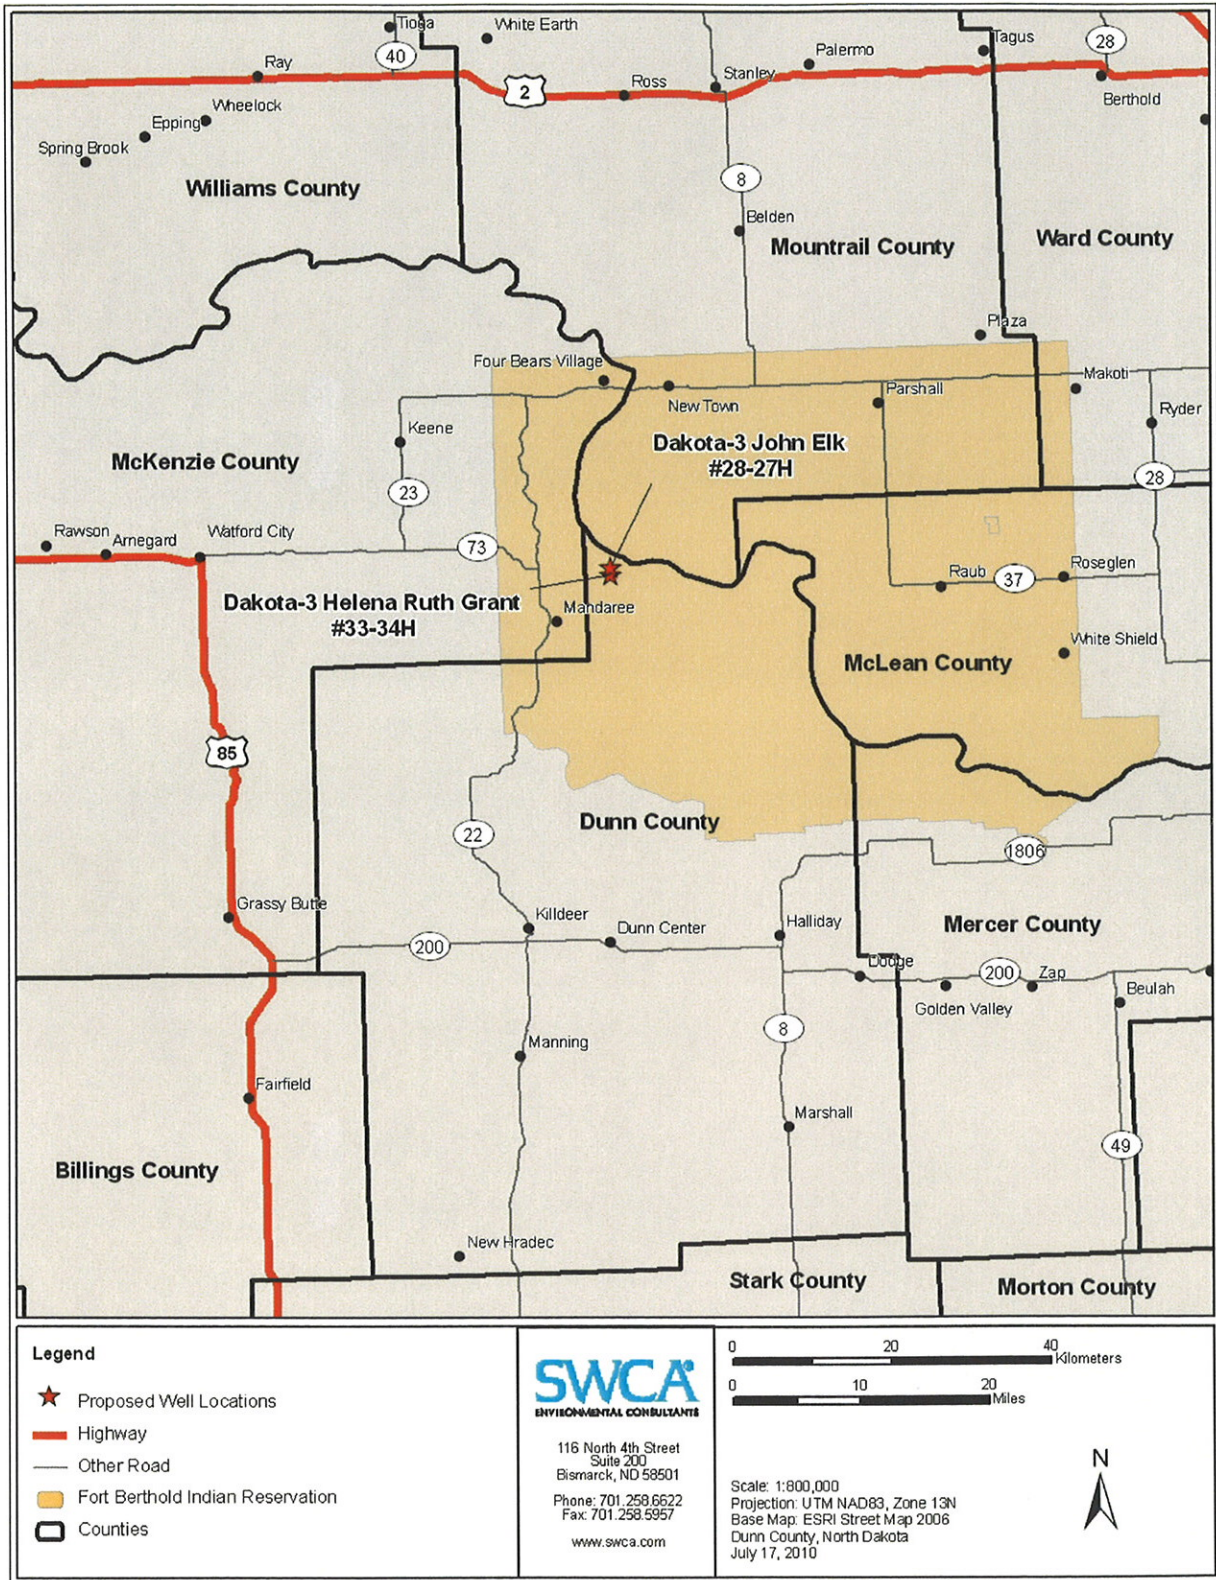 Tioga
White Earth
40
Palermo
Tagus
28
Ray
2
Ross
Stanley
Berthold
Wheelock
Epping
Spring Brook
Williams County
8
Belden
Mountrail County
Ward County
Plaza
Four Bears Village
New Town
Parshall
Makoti
Ryder
Keene
Dakota-3 John Elk
#28-27H
McKenzie County
23
28
Rawson
Arnegard
Watford City
73
Raub
37
Roseglen
Dakota-3 Helena Ruth Grant
#33-34H
Mandaree
White Shield
McLean County
85
22
Dunn County
1806
Grassy Butte
Killdeer
Dunn Center
Halliday
Mercer County
200
Dodge
200
Zap
Golden Valley
Beulah
8
Manning
Fairfield
Marshall
49
Billings County
New Hradec
Stark County
Morton County
Legend
Proposed Well Locations
Highway
Other Road
Fort Berthold Indian Reservation
Counties
SWCA
ENVIRONMENTAL CONSULTANTS
116 North 4th Street
Suite 200
Bismarck, ND 58501
Phone: 701.258.6622
Fax: 701.258.5957
www.swca.com
0 20 40
Kilometers
0 10 20
Miles
N
Scale: 1:800,000
Projection: UTM NAD83, Zone 13N
Base Map: ESRI Street Map 2006
Dunn County, North Dakota
July 17, 2010